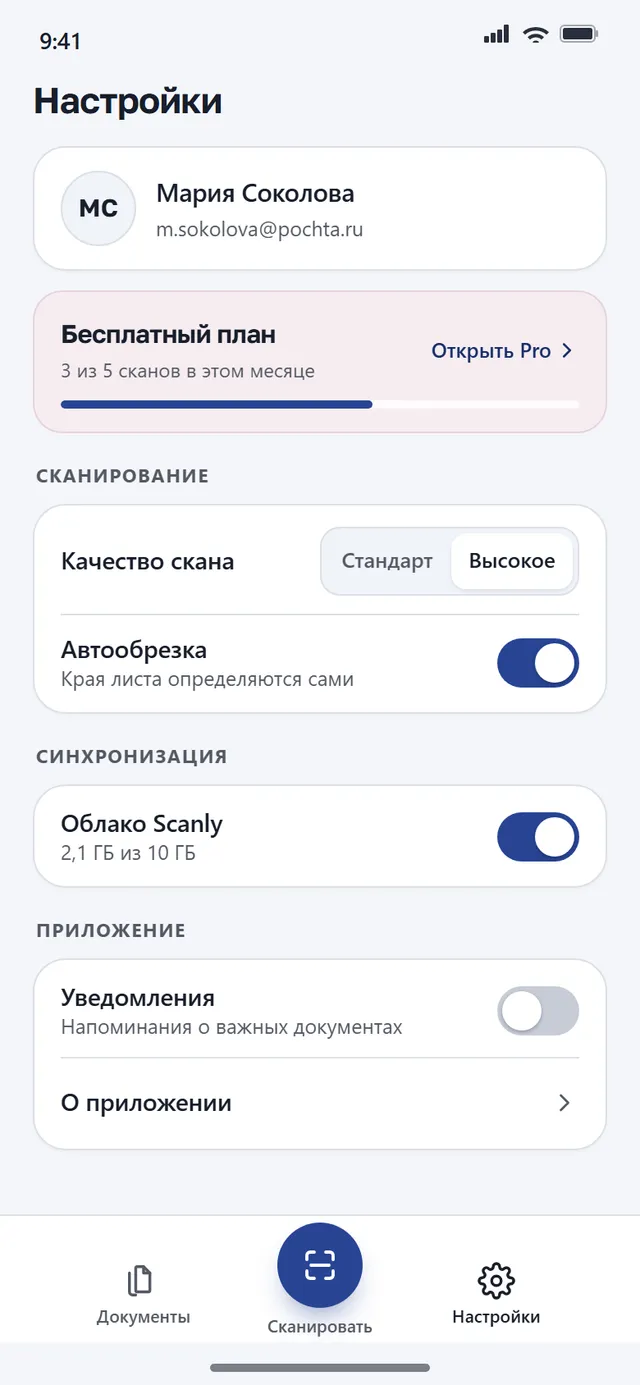 9:41
Настройки
МС
Мария Соколова
m.sokolova@pochta.ru
Бесплатный план
3 из 5 сканов в этом месяце
Открыть Pro
СКАНИРОВАНИЕ
Качество скана
Стандарт
Высокое
Автообрезка
Края листа определяются сами
СИНХРОНИЗАЦИЯ
Облако Scanly
2,1 ГБ из 10 ГБ
ПРИЛОЖЕНИЕ
Уведомления
Напоминания о важных документах
О приложении
Документы
Сканировать
Настройки